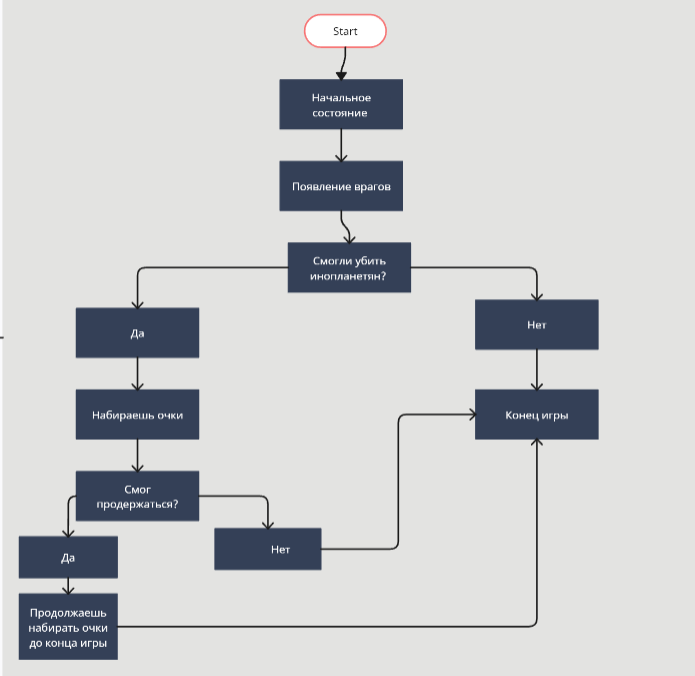 Start
Начальное
состояние
Появление врагов
Смогли убить
инопланетян?
Да
Нет
Набираешь очки
Конец игры
Смог
продержаться?
Да
Нет
Продолжаешь
набирать очки
до конца игры